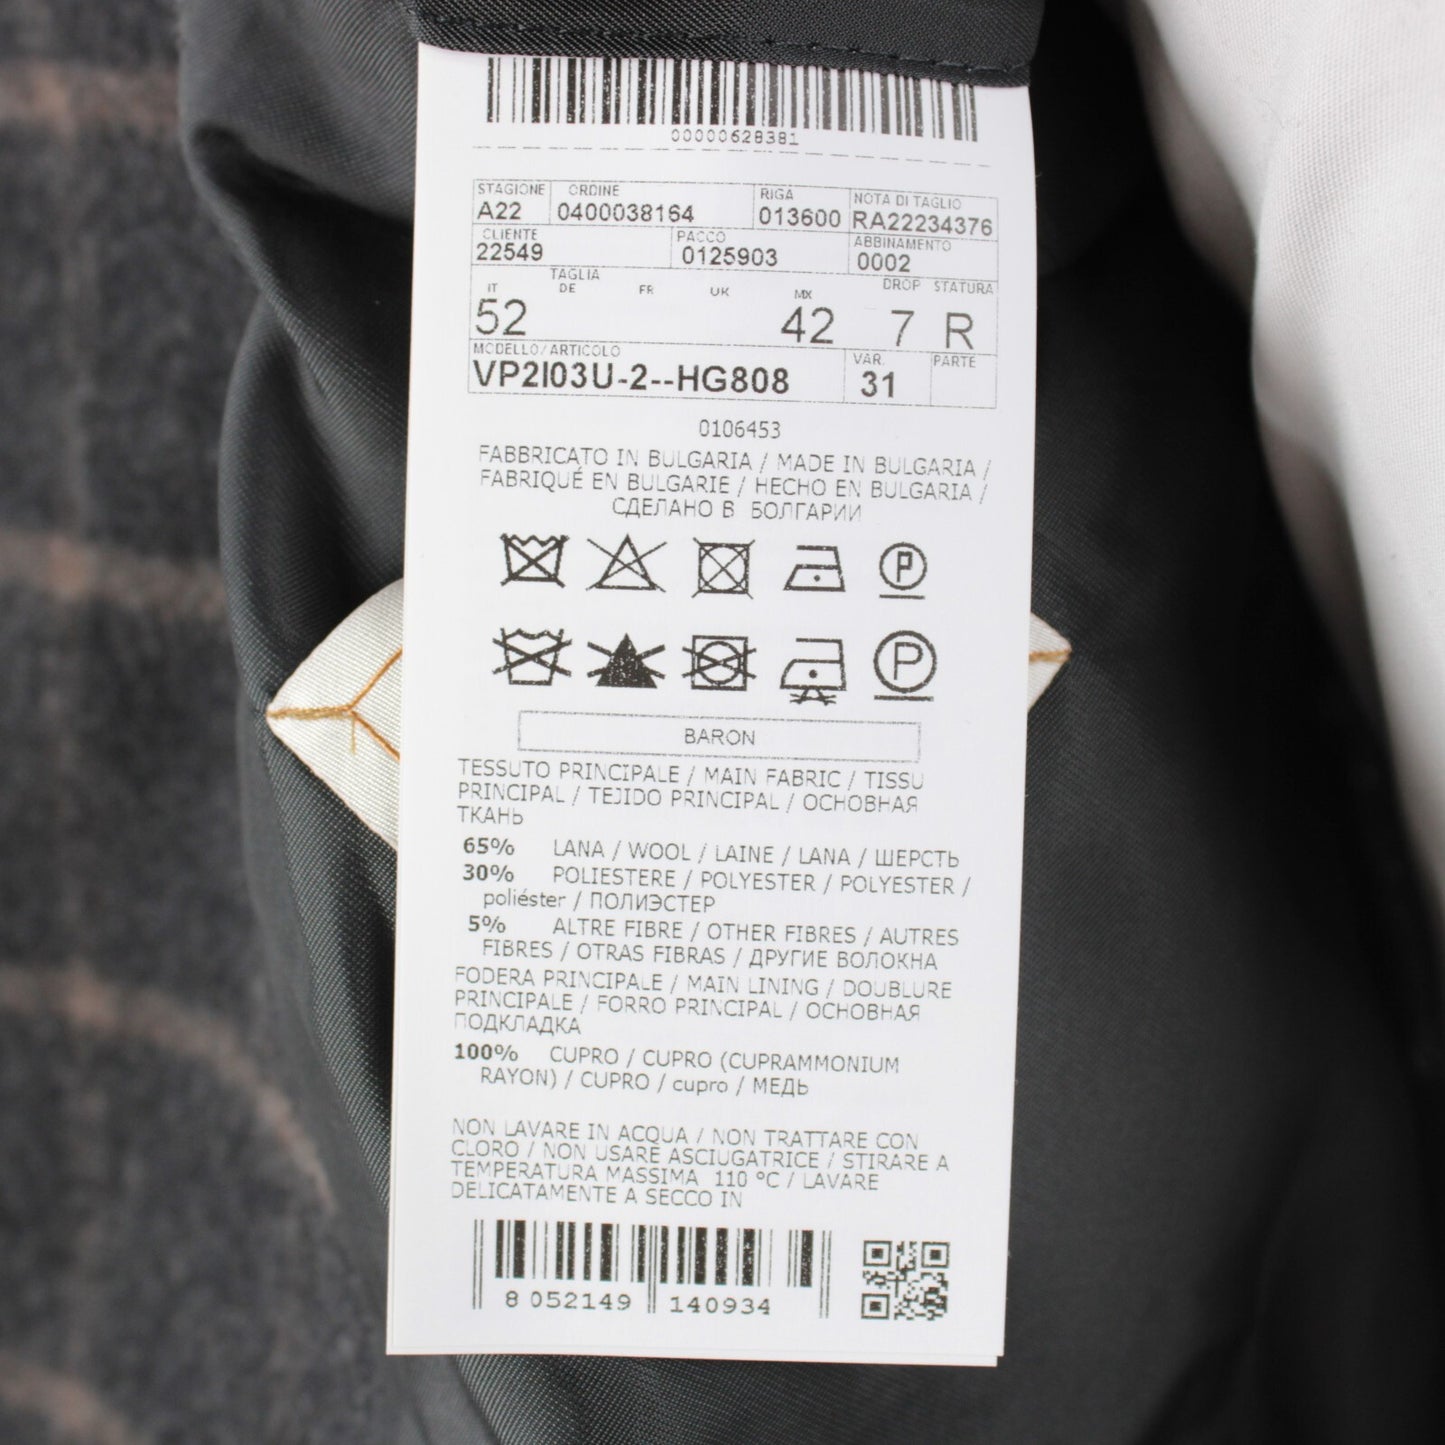 00000628381
STAGIONE ORDINE RIGA NOTA DI TAGLIO
A22 0400038164 013600 RA22234376
CLIENTE PACCO ABBINAMENTO
22549 0125903 0002
TAGLIA DROP STATURA
IT DE FR UK MX
52 42 7 R
MODELLO/ARTICOLO VAR. PARTE
VP2I03U-2--HG808 31
0106453
FABBRICATO IN BULGARIA / MADE IN BULGARIA /
FABRIQUÉ EN BULGARIE / HECHO EN BULGARIA /
СДЕЛАНО В БОЛГАРИИ
P
P
BARON
TESSUTO PRINCIPALE / MAIN FABRIC / TISSU
PRINCIPAL / TEJIDO PRINCIPAL / ОСНОВНАЯ
ТКАНЬ
65% LANA / WOOL / LAINE / LANA / ШЕРСТЬ
30% POLIESTERE / POLYESTER / POLYESTER /
poliéster / ПОЛИЭСТЕР
5% ALTRE FIBRE / OTHER FIBRES / AUTRES
FIBRES / OTRAS FIBRAS / ДРУГИЕ ВОЛОКНА
FODERA PRINCIPALE / MAIN LINING / DOUBLURE
PRINCIPALE / FORRO PRINCIPAL / ОСНОВНАЯ
ПОДКЛАДКА
100% CUPRO / CUPRO (CUPRAMMONIUM
RAYON) / CUPRO / cupro / МЕДЬ
NON LAVARE IN ACQUA / NON TRATTARE CON
CLORO / NON USARE ASCIUGATRICE / STIRARE A
TEMPERATURA MASSIMA 110 °C / LAVARE
DELICATAMENTE A SECCO IN
8 052149 140934